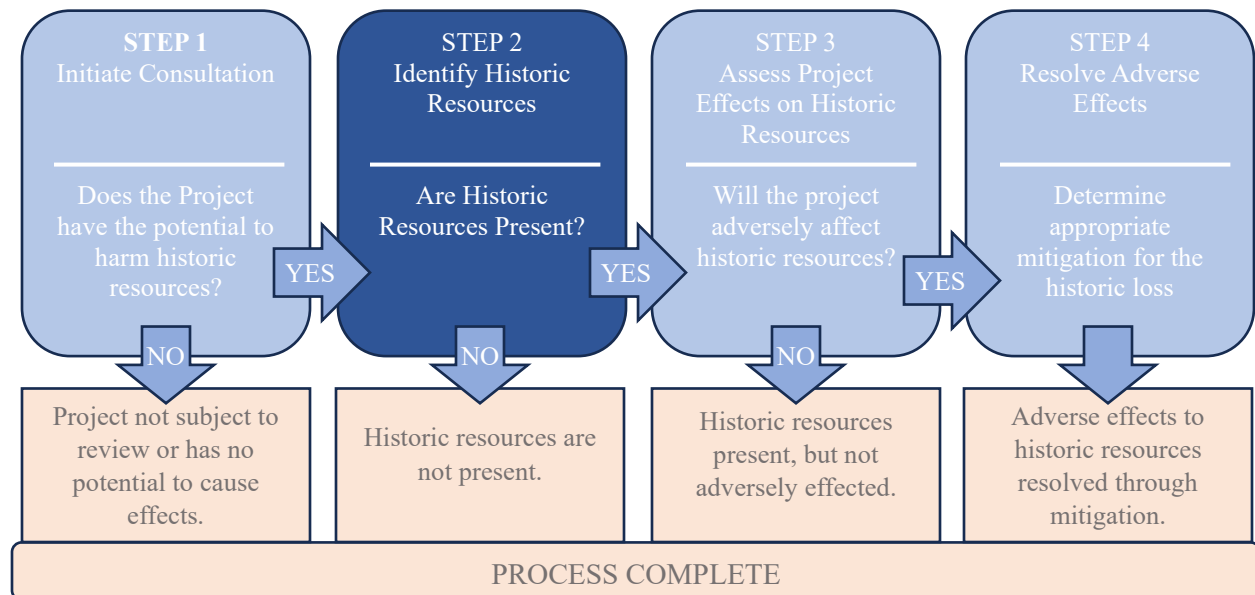 STEP 1
Initiate Consultation
Does the Project
have the potential to
harm historic
resources?
YES
NO
STEP 2
Identify Historic
Resources
Are Historic
Resources Present?
YES
NO
STEP 3
Assess Project
Effects on Historic
Resources
Will the project
adversely affect
historic resources?
YES
NO
STEP 4
Resolve Adverse
Effects
Determine
appropriate
mitigation for the
historic loss
Project not subject to
review or has no
potential to cause
effects.
Historic resources are
not present.
Historic resources
present, but not
adversely effected.
Adverse effects to
historic resources
resolved through
mitigation.
PROCESS COMPLETE